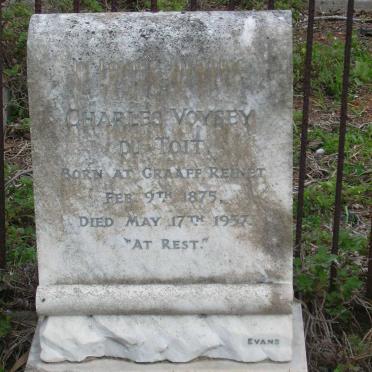 CHARLES VOYSEY
DU TOIT.
BORN AT GRAAFF REINET
FEB 9TH 1875,
DIED MAY 17TH 1957.
"AT REST."
EVANS